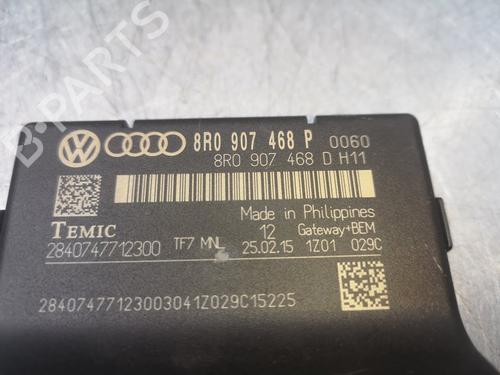 8R0 907 468 P 0060
8R0 907 468 D H11
TEMIC
Made in Philippines
12 Gateway+BEM
2840747712300 TF7 MNL 25.02.15 1Z01 029C
28407477123003041Z029C15225
B-Parts